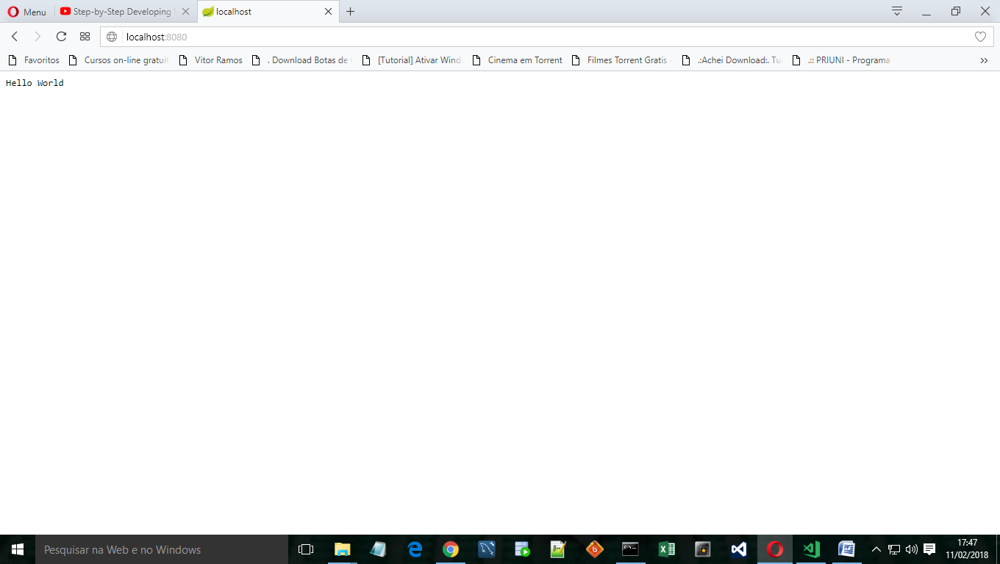 Menu
Step-by-Step Developing
localhost
localhost:8080
Favoritos
Cursos on-line gratuit
Vitor Ramos
. Download Botas de
[Tutorial] Ativar Wind
Cinema em Torrent
Filmes Torrent Gratis -
.:Achei Download:. Tu
.:: PRIUNI - Programa
Hello World
Pesquisar na Web e no Windows
17:47
11/02/2018